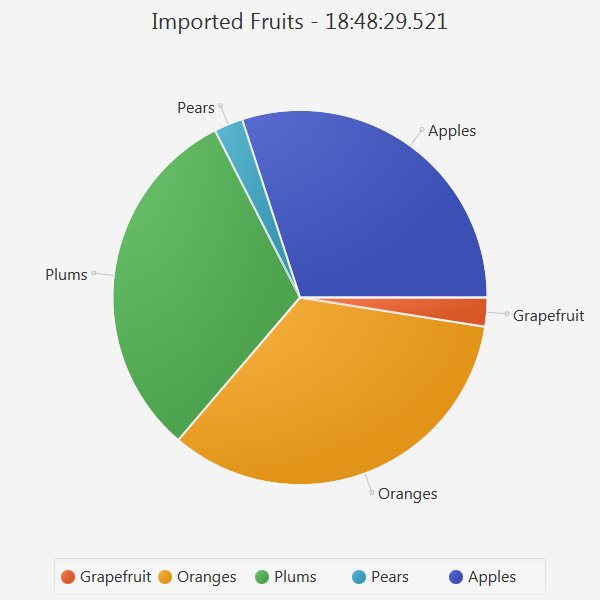 Imported Fruits - 18:48:29.521
Pears
Apples
Plums
Grapefruit
Oranges
Grapefruit Oranges Plums Pears Apples